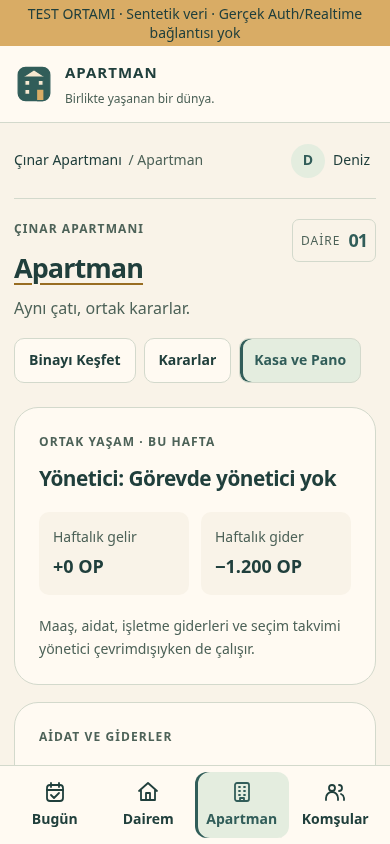 TEST ORTAMI · Sentetik veri · Gerçek Auth/Realtime
bağlantısı yok
APARTMAN
Birlikte yaşanan bir dünya.
Çınar Apartmanı / Apartman
D Deniz
ÇINAR APARTMANI
DAİRE 01
Apartman
Aynı çatı, ortak kararlar.
Binayı Keşfet Kararlar Kasa ve Pano
ORTAK YAŞAM · BU HAFTA
Yönetici: Görevde yönetici yok
Haftalık gelir Haftalık gider
+0 OP −1.200 OP
Maaş, aidat, işletme giderleri ve seçim takvimi
yönetici çevrimdışıyken de çalışır.
AİDAT VE GİDERLER
Bugün Dairem Apartman Komşular